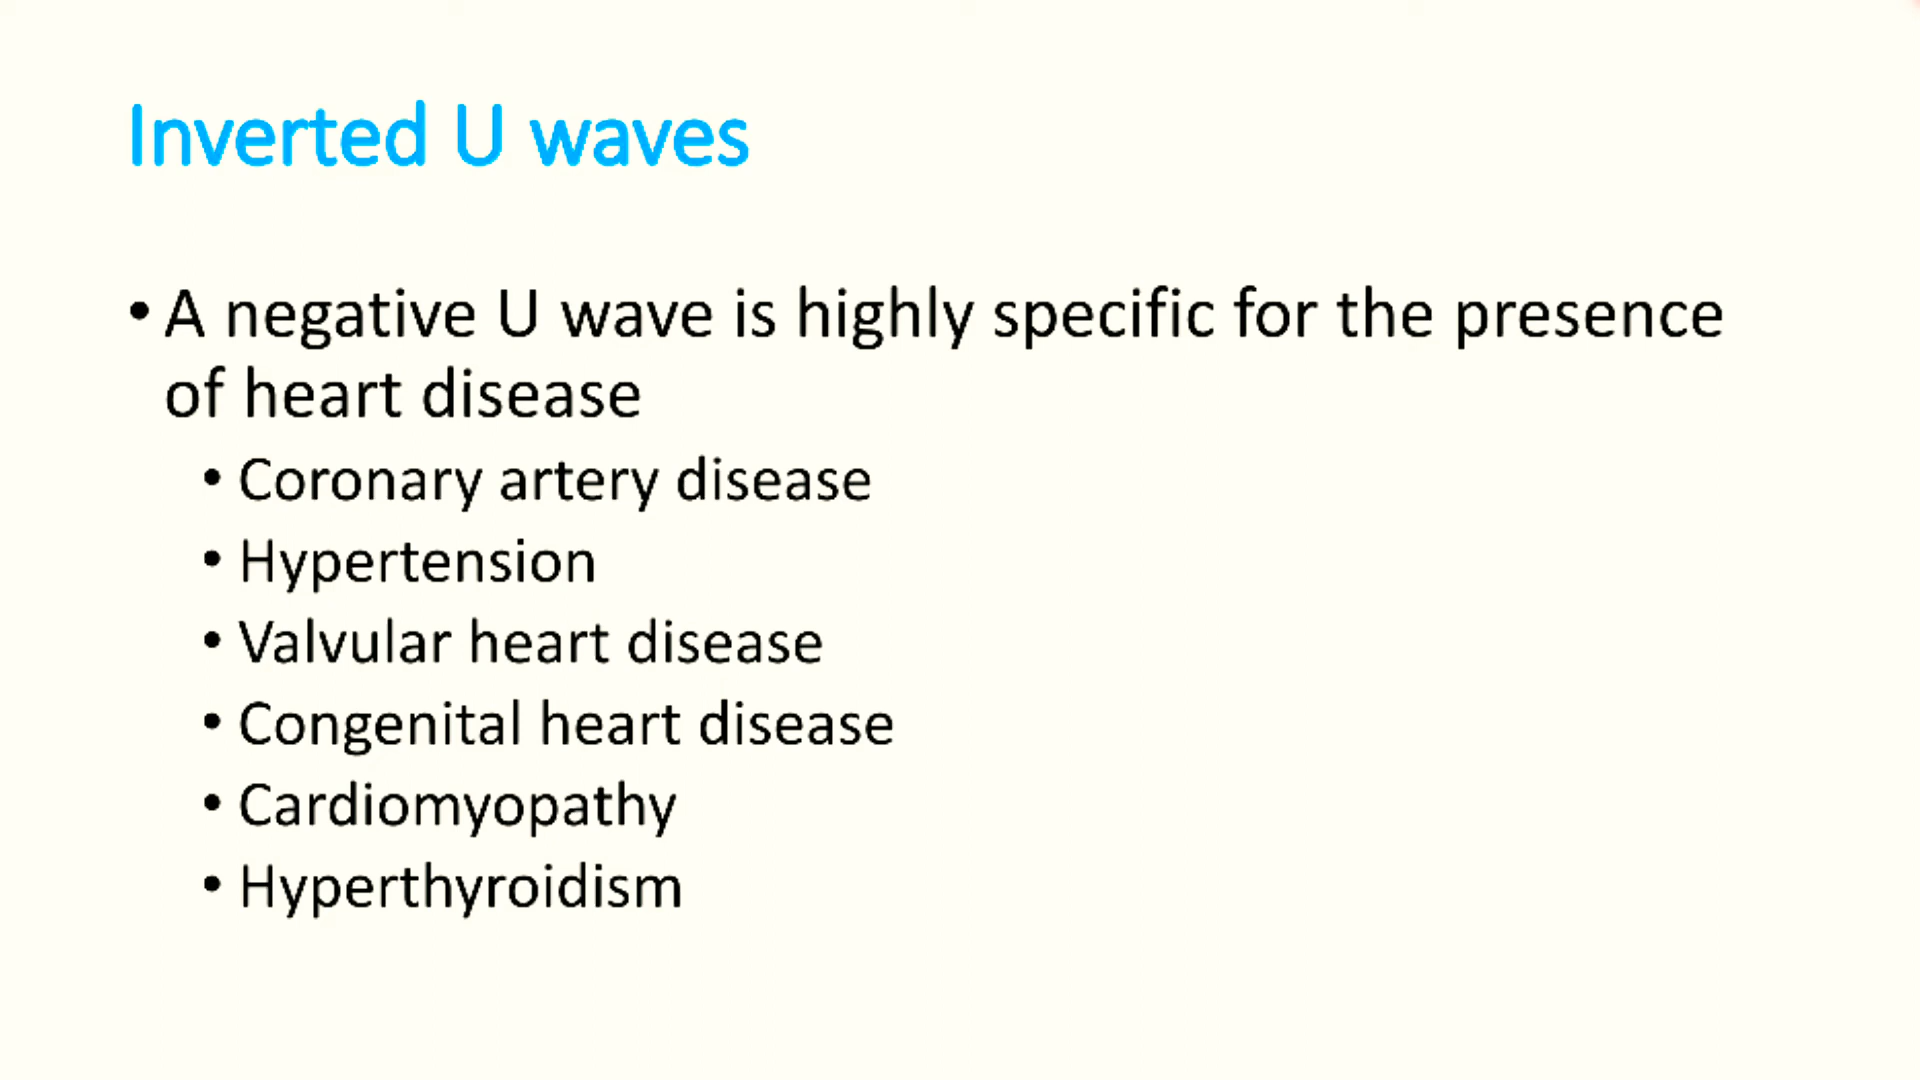 Inverted U waves
• A negative U wave is highly specific for the presence
of heart disease
• Coronary artery disease
• Hypertension
• Valvular heart disease
• Congenital heart disease
• Cardiomyopathy
• Hyperthyroidism